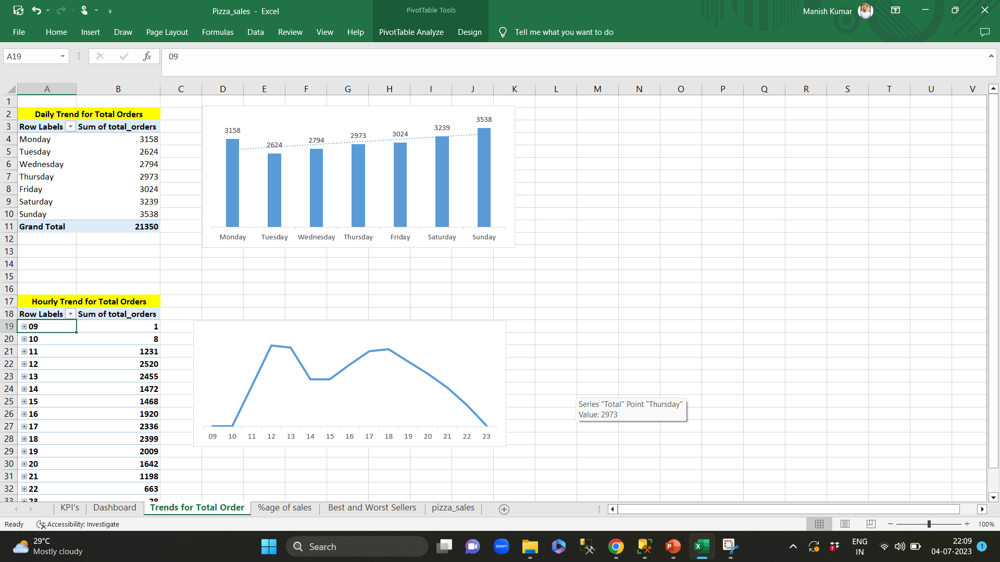 Pizza_sales - Excel
PivotTable Tools
Manish Kumar
File Home Insert Draw Page Layout Formulas Data Review View Help PivotTable Analyze Design Tell me what you want to do
A19 fx 09
A B C D E F G H I J K L M N O P Q R S T U V
1
2 Daily Trend for Total Orders
3 Row Labels Sum of total_orders
4 Monday 3158
5 Tuesday 2624
6 Wednesday 2794
7 Thursday 2973
8 Friday 3024
9 Saturday 3239
10 Sunday 3538
11 Grand Total 21350
12
13
14
15
16
3158 2624 2794 2973 3024 3239 3538
Monday Tuesday Wednesday Thursday Friday Saturday Sunday
17 Hourly Trend for Total Orders
18 Row Labels Sum of total_orders
19 09 1
20 10 8
21 11 1231
22 12 2520
23 13 2455
24 14 1472
25 15 1468
26 16 1920
27 17 2336
28 18 2399
29 19 2009
30 20 1642
31 21 1198
32 22 663
33 23 28
09 10 11 12 13 14 15 16 17 18 19 20 21 22 23
Series "Total" Point "Thursday"
Value: 2973
KPI's Dashboard Trends for Total Order %age of sales Best and Worst Sellers pizza_sales
Ready Accessibility: Investigate 100%
29°C
Mostly cloudy
Search
zoom
7
ENG
IN
22:09
04-07-2023
1